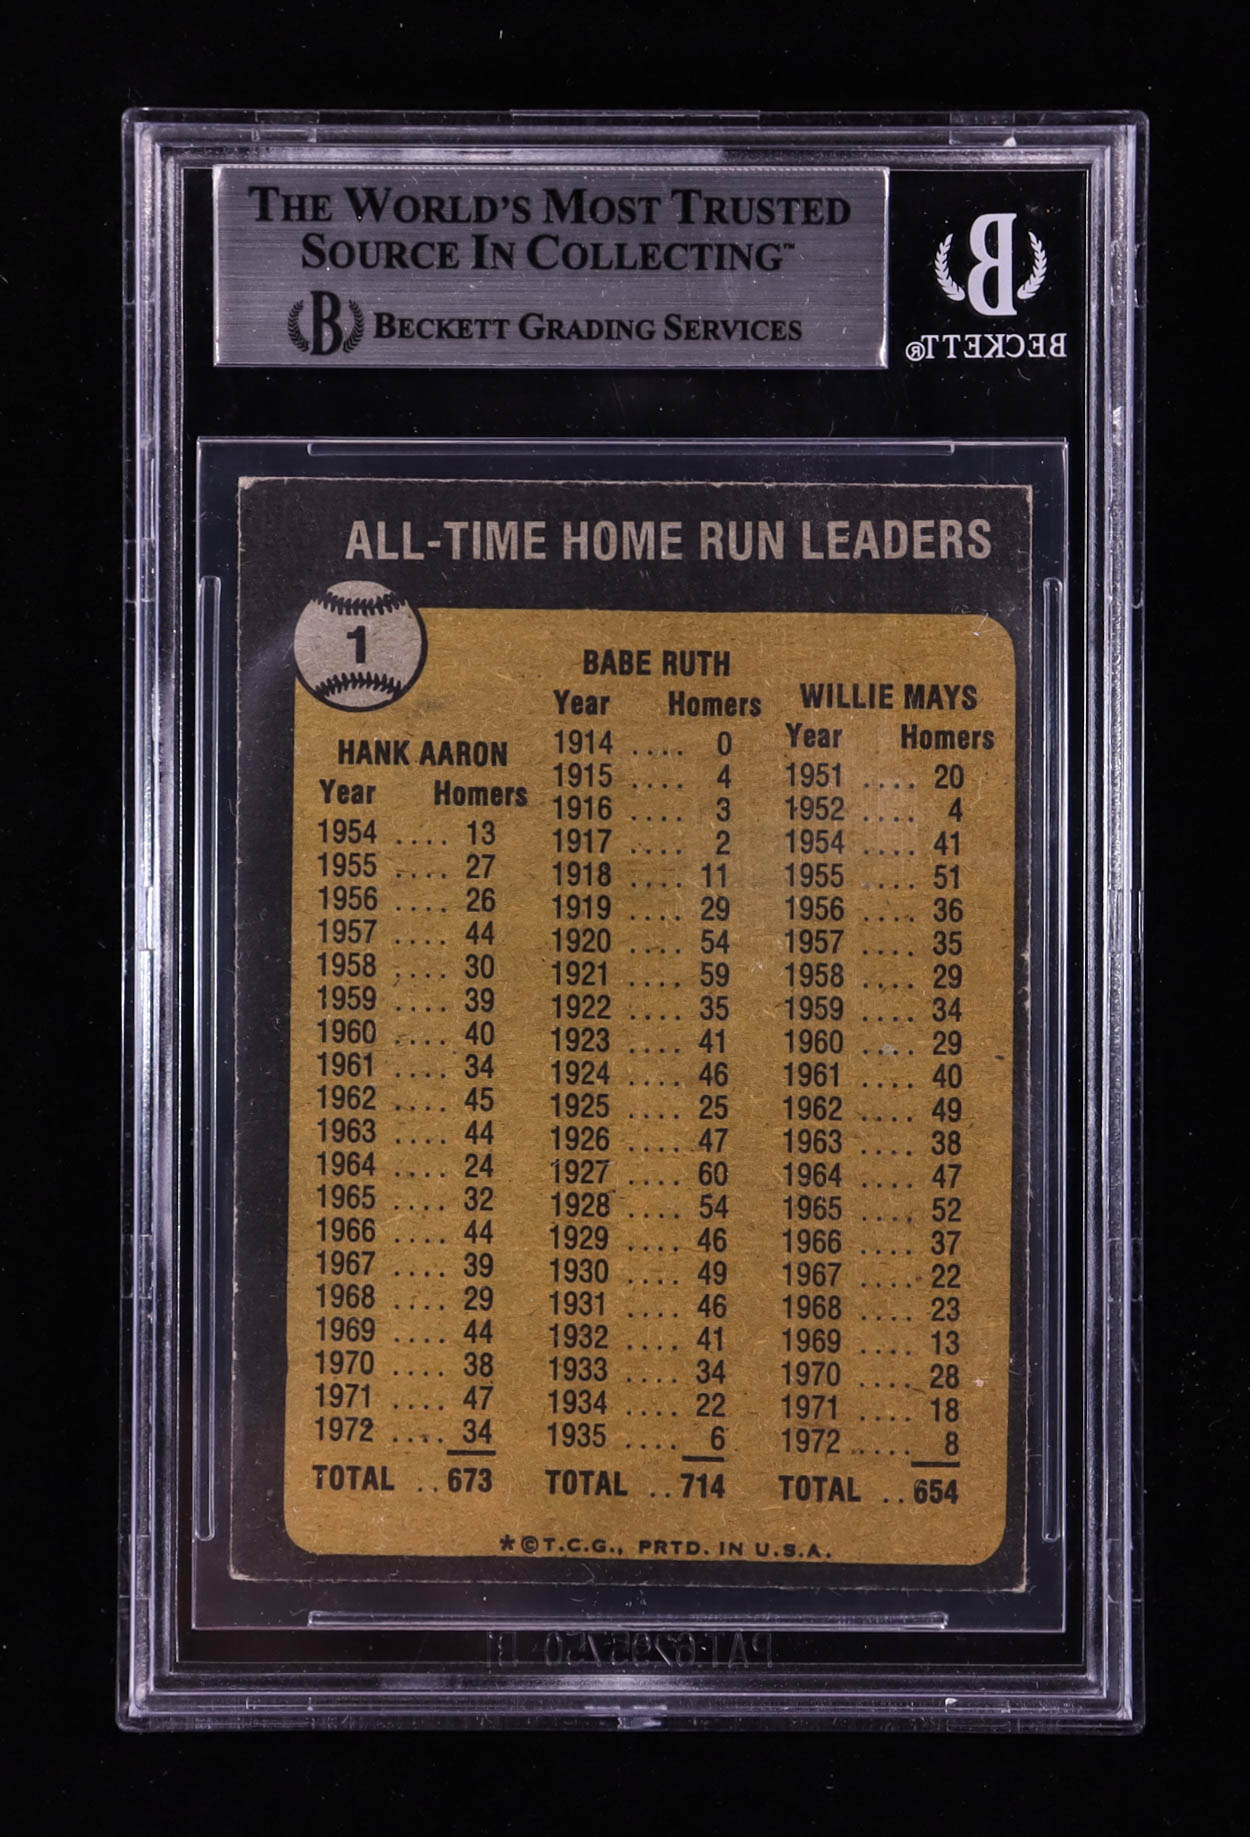 THE WORLD'S MOST TRUSTED
SOURCE IN COLLECTING™
B BECKETT GRADING SERVICES
B
BECKETT®
ALL-TIME HOME RUN LEADERS
1
HANK AARON
Year Homers
1954 .... 13
1955 .... 27
1956 .... 26
1957 .... 44
1958 .... 30
1959 .... 39
1960 .... 40
1961 .... 34
1962 .... 45
1963 .... 44
1964 .... 24
1965 .... 32
1966 .... 44
1967 .... 39
1968 .... 29
1969 .... 44
1970 .... 38
1971 .... 47
1972 .... 34
TOTAL .. 673
BABE RUTH
Year Homers
1914 .... 0
1915 .... 4
1916 .... 3
1917 .... 2
1918 .... 11
1919 .... 29
1920 .... 54
1921 .... 59
1922 .... 35
1923 .... 41
1924 .... 46
1925 .... 25
1926 .... 47
1927 .... 60
1928 .... 54
1929 .... 46
1930 .... 49
1931 .... 46
1932 .... 41
1933 .... 34
1934 .... 22
1935 .... 6
TOTAL .. 714
WILLIE MAYS
Year Homers
1951 .... 20
1952 .... 4
1954 .... 41
1955 .... 51
1956 .... 36
1957 .... 35
1958 .... 29
1959 .... 34
1960 .... 29
1961 .... 40
1962 .... 49
1963 .... 38
1964 .... 47
1965 .... 52
1966 .... 37
1967 .... 22
1968 .... 23
1969 .... 13
1970 .... 28
1971 .... 18
1972 .... 8
TOTAL .. 654
*©T.C.G., PRTD. IN U.S.A.